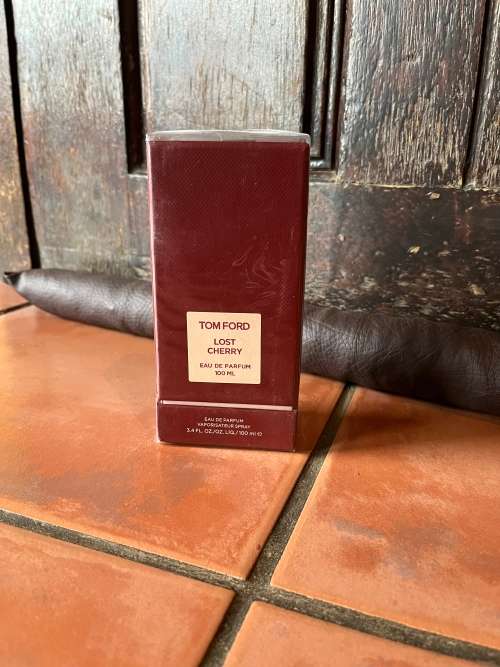 TOM FORD
LOST
CHERRY
EAU DE PARFUM
100 ML
EAU DE PARFUM
VAPORISATEUR SPRAY
3.4 FL. OZ./OZ. LIQ./100 ml ℮